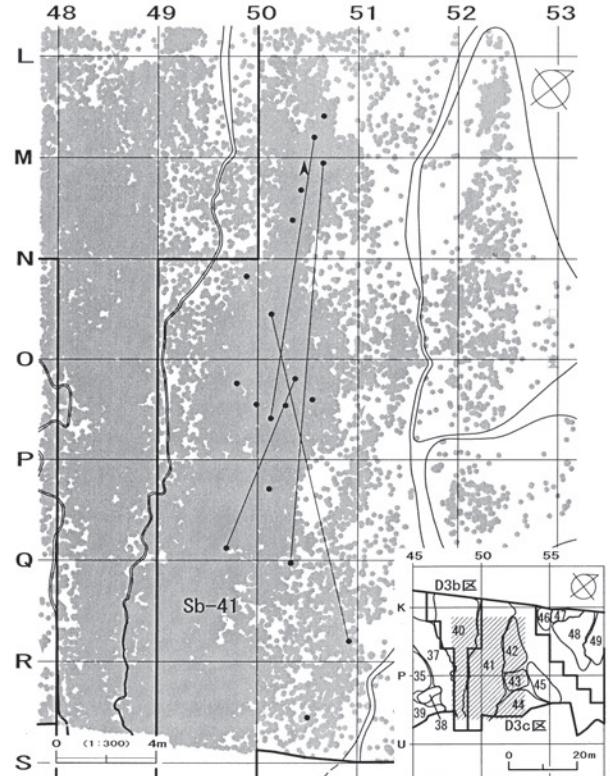 48 49 50 51 52 53
L
M
N
O
P
Q
Sb-41
R
S
0 (1:300) 4m
45 50 55
D3b区
K
46 47
40
48
49
37
42
41
P
35
43
45
39
44
38
D3c区
U
0 20m